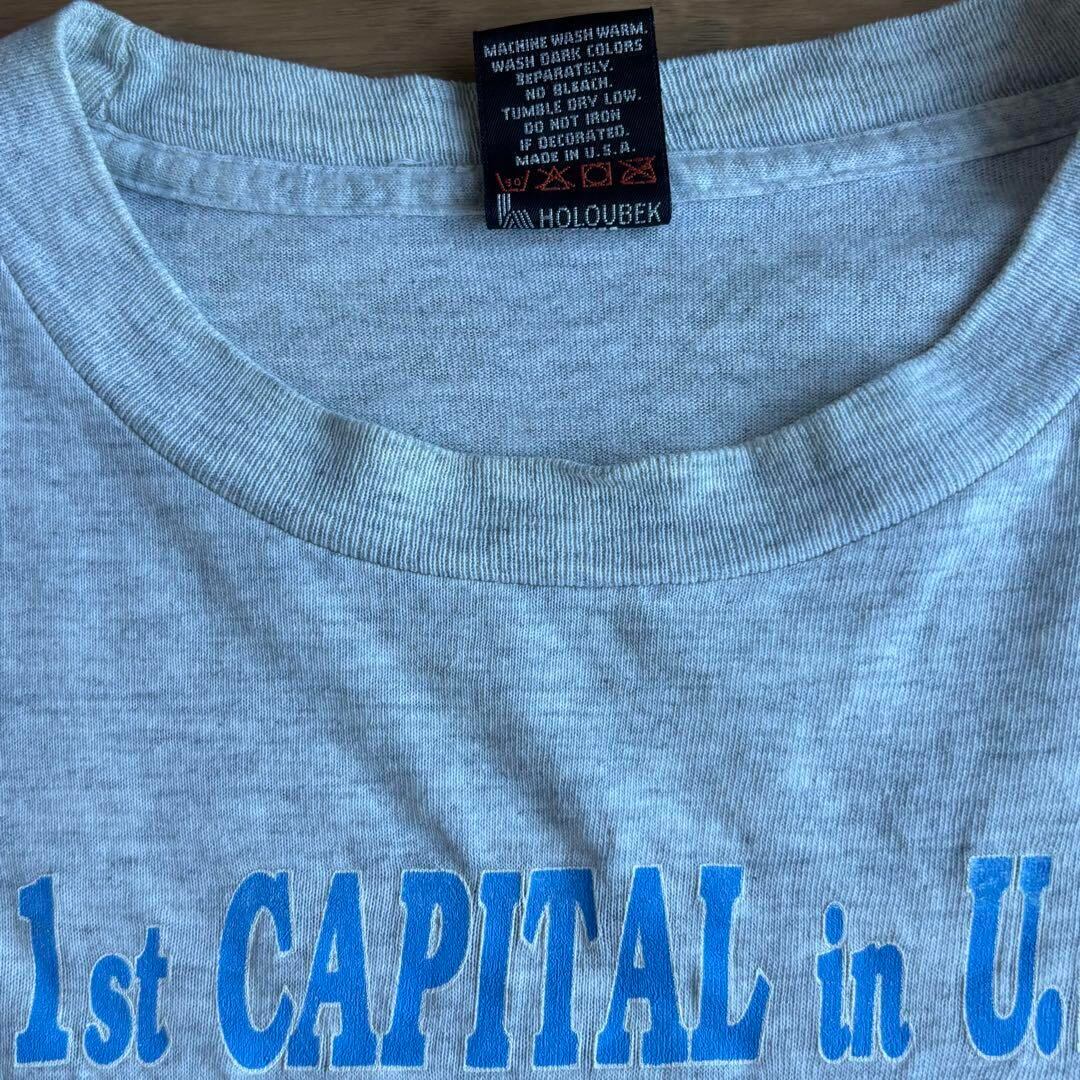 MACHINE WASH WARM.
WASH DARK COLORS
SEPARATELY.
NO BLEACH.
TUMBLE DRY LOW.
DO NOT IRON
IF DECORATED.
MADE IN U.S.A.
HOLOUBEK
1st CAPITAL in U.